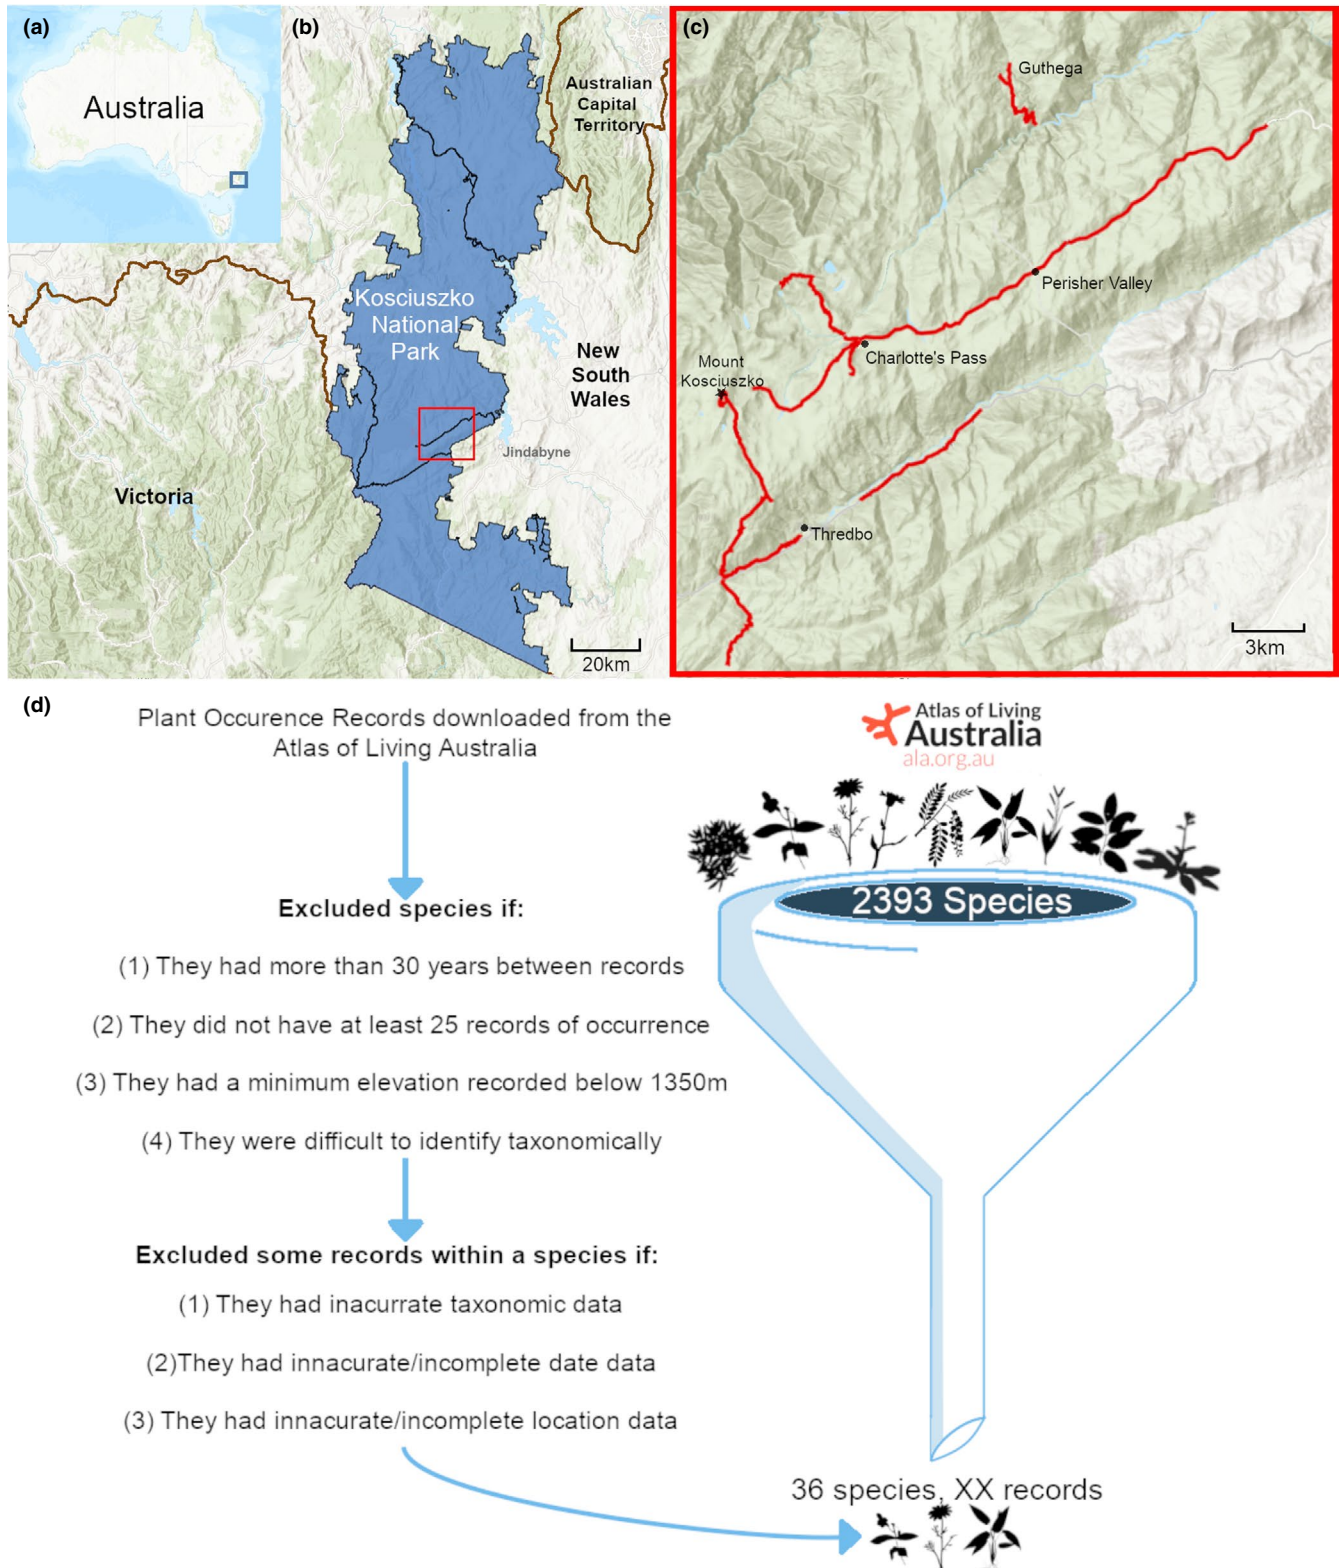 (a)
Australia
(b)
Australian
Capital
Territory
Kosciuszko
National
Park
New
South
Wales
Jindabyne
Victoria
20km
(c)
Guthega
Perisher Valley
Charlotte's Pass
Mount
Kosciuszko
Thredbo
3km
(d)
Plant Occurence Records downloaded from the
Atlas of Living Australia
Excluded species if:
(1) They had more than 30 years between records
(2) They did not have at least 25 records of occurrence
(3) They had a minimum elevation recorded below 1350m
(4) They were difficult to identify taxonomically
Excluded some records within a species if:
(1) They had inacurrate taxonomic data
(2)They had innacurate/incomplete date data
(3) They had innacurate/incomplete location data
Atlas of Living
Australia
ala.org.au
2393 Species
36 species, XX records